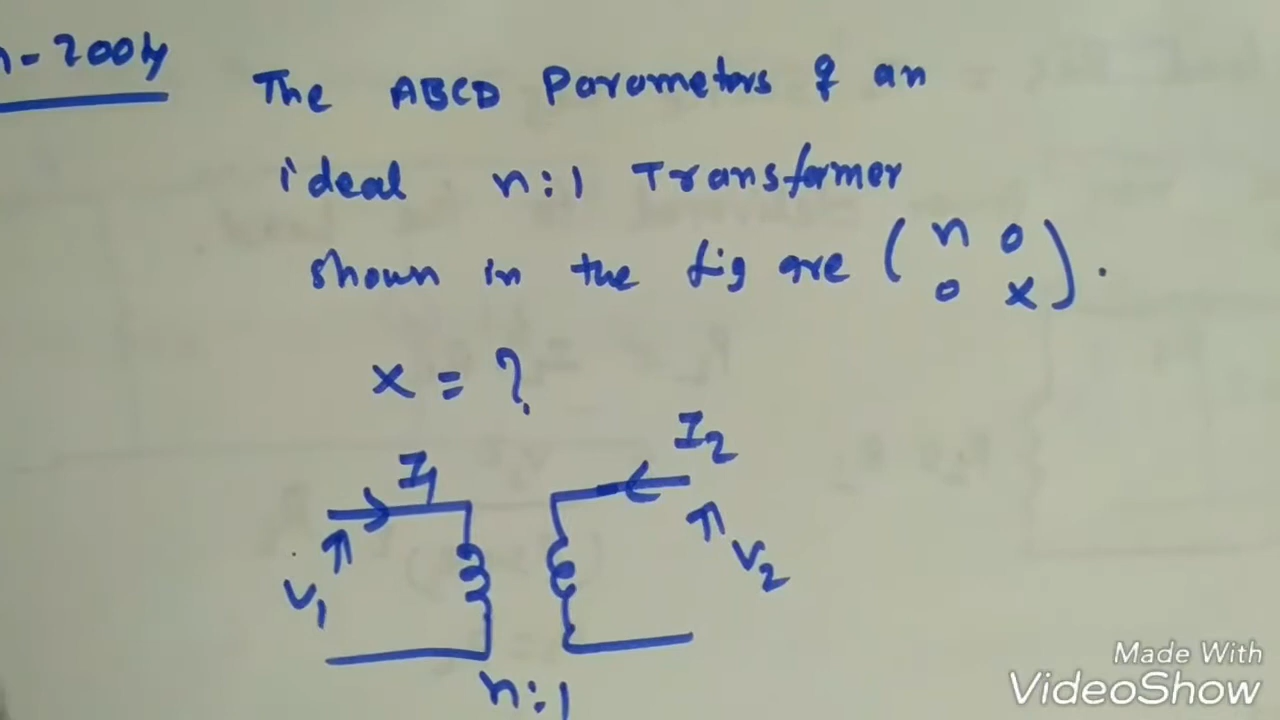 n-2004
The ABCD Parameters of an
ideal n:1 Transformer
shown in the fig are ( n 0
0 x ).
x = ?
I1
I2
V1
V2
n:1
Made With
VideoShow